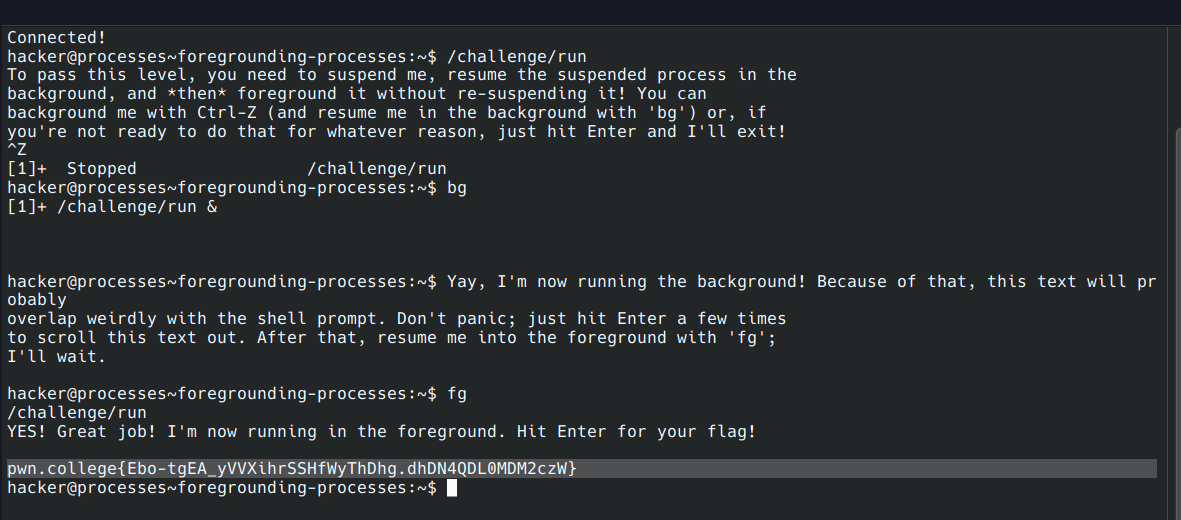 Connected!
hacker@processes~foregrounding-processes:~$ /challenge/run
To pass this level, you need to suspend me, resume the suspended process in the
background, and *then* foreground it without re-suspending it! You can
background me with Ctrl-Z (and resume me in the background with 'bg') or, if
you're not ready to do that for whatever reason, just hit Enter and I'll exit!
^Z
[1]+  Stopped                 /challenge/run
hacker@processes~foregrounding-processes:~$ bg
[1]+ /challenge/run &
hacker@processes~foregrounding-processes:~$ Yay, I'm now running the background! Because of that, this text will pr
obably
overlap weirdly with the shell prompt. Don't panic; just hit Enter a few times
to scroll this text out. After that, resume me into the foreground with 'fg';
I'll wait.
hacker@processes~foregrounding-processes:~$ fg
/challenge/run
YES! Great job! I'm now running in the foreground. Hit Enter for your flag!
pwn.college{Ebo-tgEA_yVVXihrSSHfWyThDhg.dhDN4QDL0MDM2czW}
hacker@processes~foregrounding-processes:~$